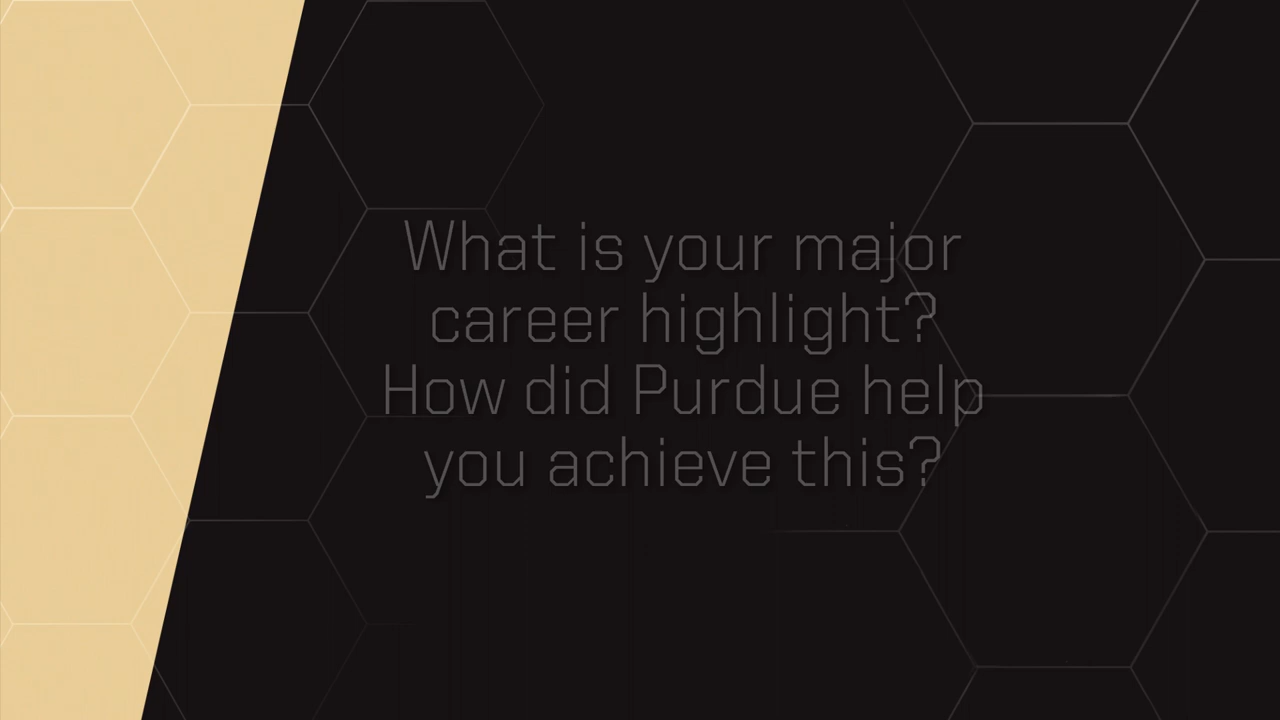 What is your major
career highlight?
How did Purdue help
you achieve this?